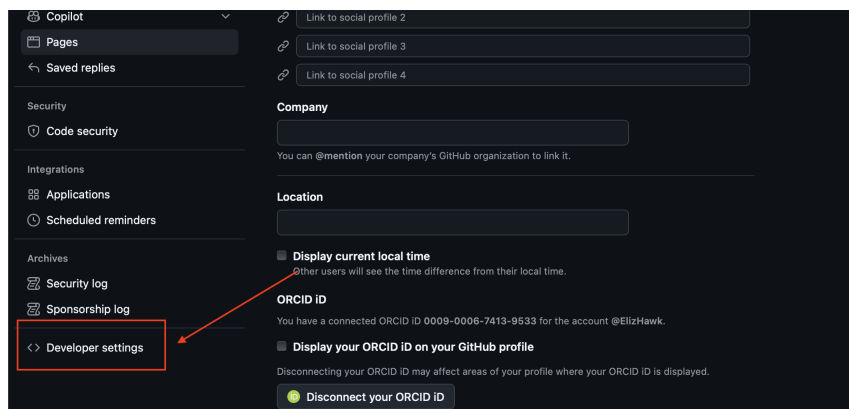 Copilot
Pages
Saved replies
Security
Code security
Integrations
Applications
Scheduled reminders
Archives
Security log
Sponsorship log
Developer settings
Link to social profile 2
Link to social profile 3
Link to social profile 4
Company
You can @mention your company's GitHub organization to link it.
Location
Display current local time
Other users will see the time difference from their local time.
ORCID iD
You have a connected ORCID iD 0009-0006-7413-9533 for the account @ElizHawk.
Display your ORCID iD on your GitHub profile
Disconnecting your ORCID iD may affect areas of your profile where your ORCID iD is displayed.
iD Disconnect your ORCID iD